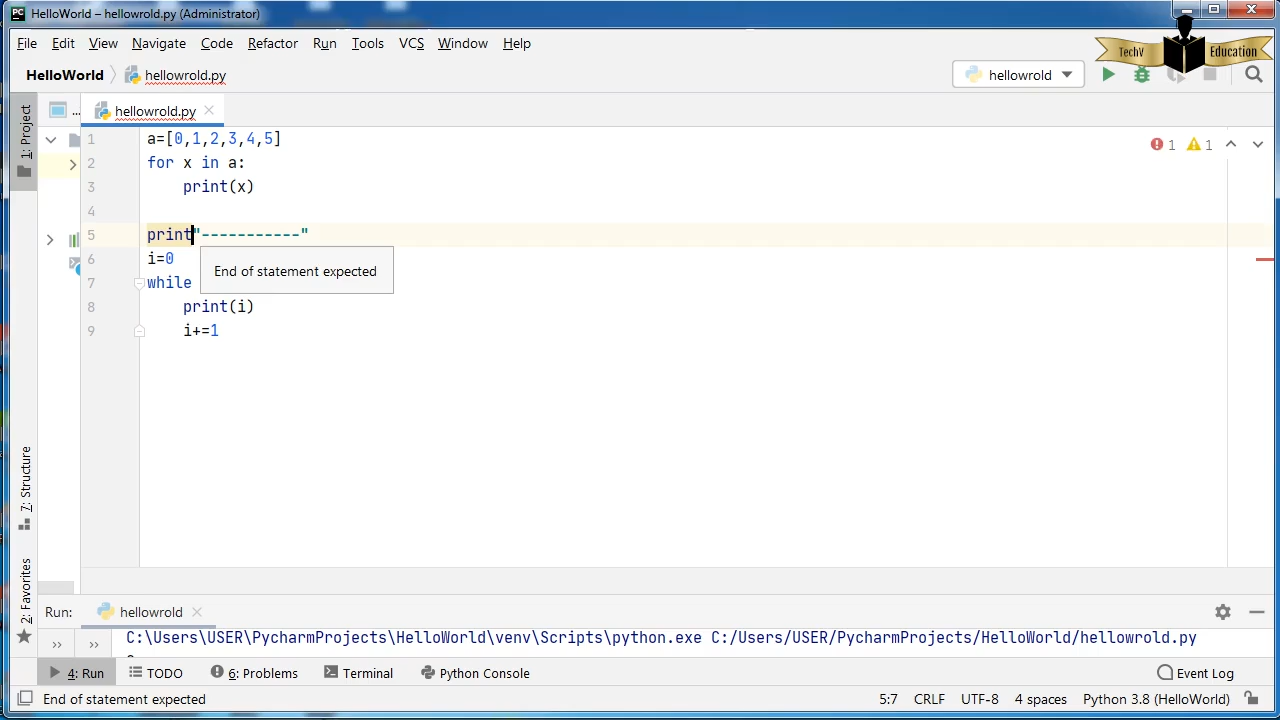 HelloWorld – hellowrold.py (Administrator)
File Edit View Navigate Code Refactor Run Tools VCS Window Help
TechV Education
HelloWorld hellowrold.py
hellowrold
1: Project
...
hellowrold.py
1 a=[0,1,2,3,4,5]
1 1
2 for x in a:
3 print(x)
4
5 print"-----------"
6 i=0
End of statement expected
7 while
8 print(i)
9 i+=1
7: Structure
2: Favorites
Run: hellowrold
C:\Users\USER\PycharmProjects\HelloWorld\venv\Scripts\python.exe C:/Users/USER/PycharmProjects/HelloWorld/hellowrold.py
4: Run TODO 6: Problems Terminal Python Console Event Log
End of statement expected 5:7 CRLF UTF-8 4 spaces Python 3.8 (HelloWorld)